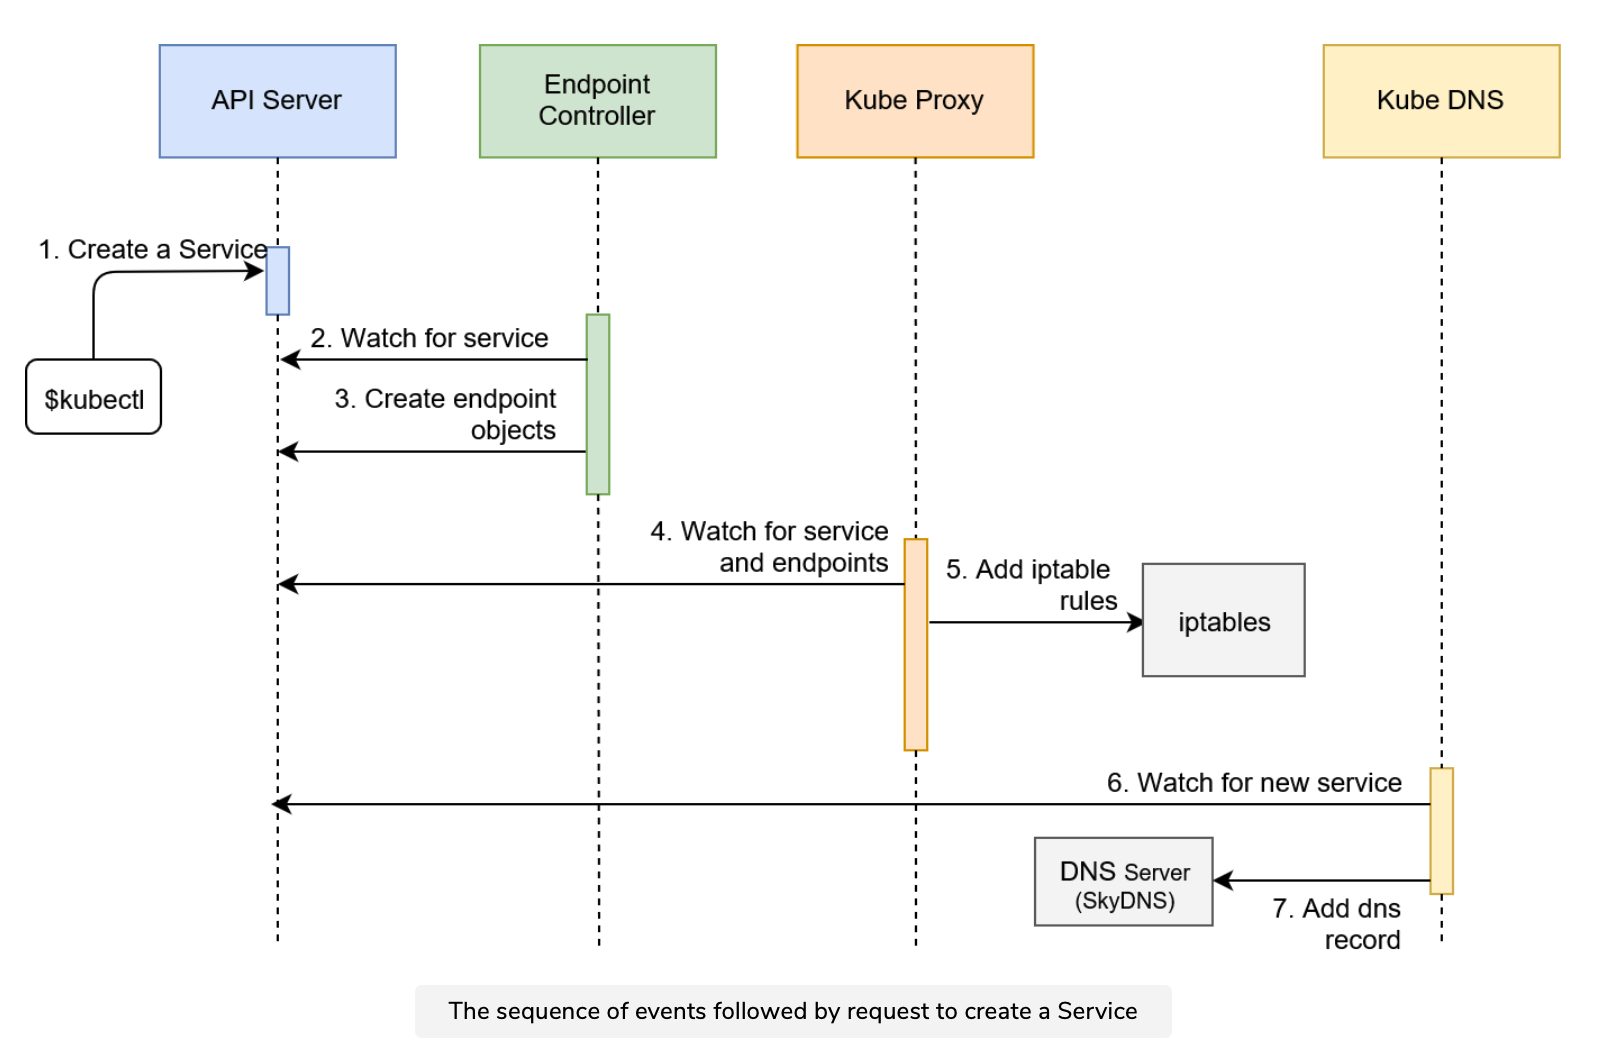 API Server
Endpoint
Controller
Kube Proxy
Kube DNS
1. Create a Service
$kubectl
2. Watch for service
3. Create endpoint
objects
4. Watch for service
and endpoints
5. Add iptable
rules
iptables
6. Watch for new service
DNS Server
(SkyDNS)
7. Add dns
record
The sequence of events followed by request to create a Service